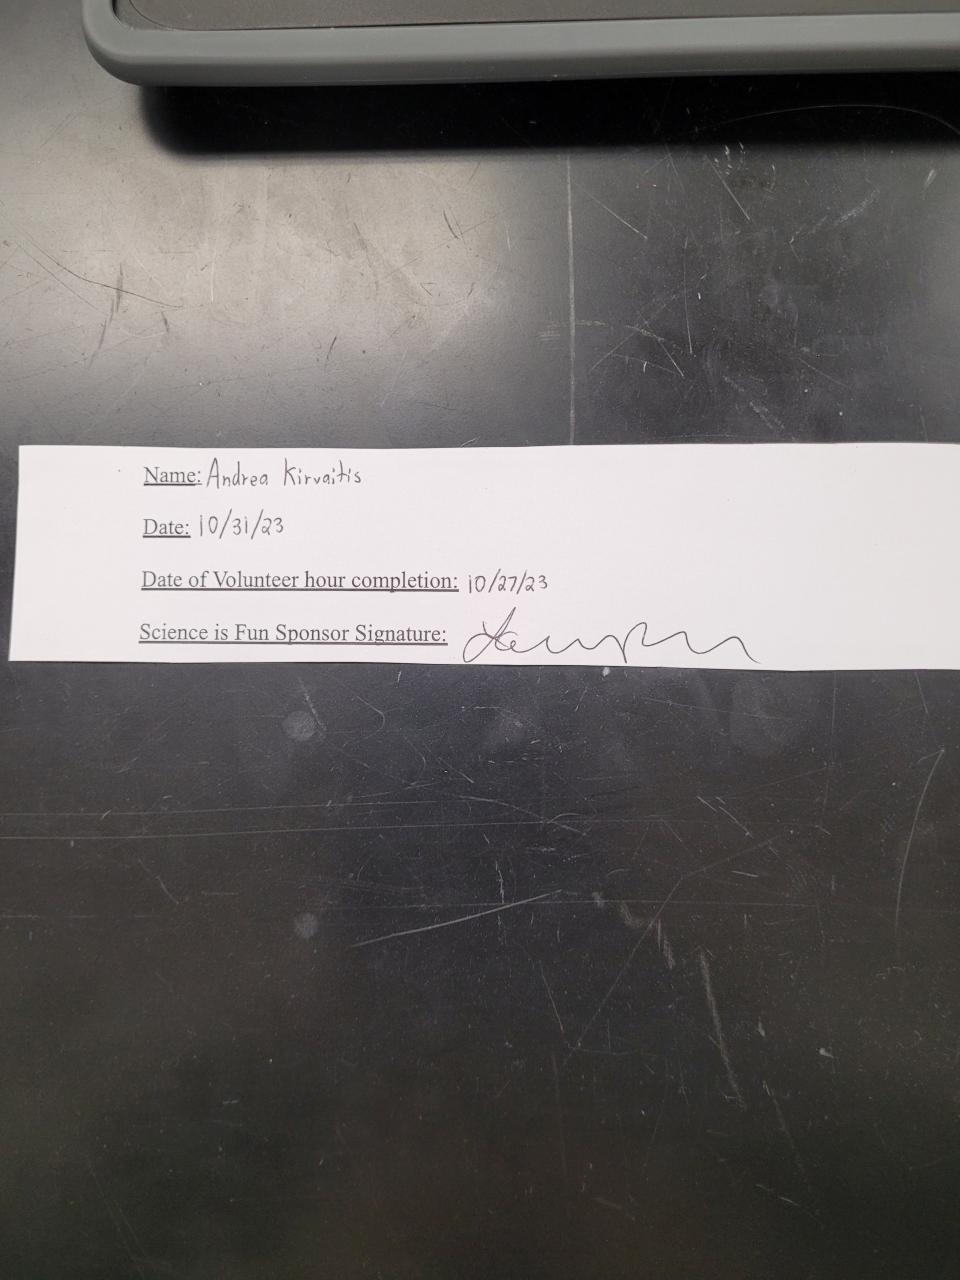 Name: Andrea Kirvaitis
Date: 10/31/23
Date of Volunteer hour completion: 10/27/23
Science is Fun Sponsor Signature: